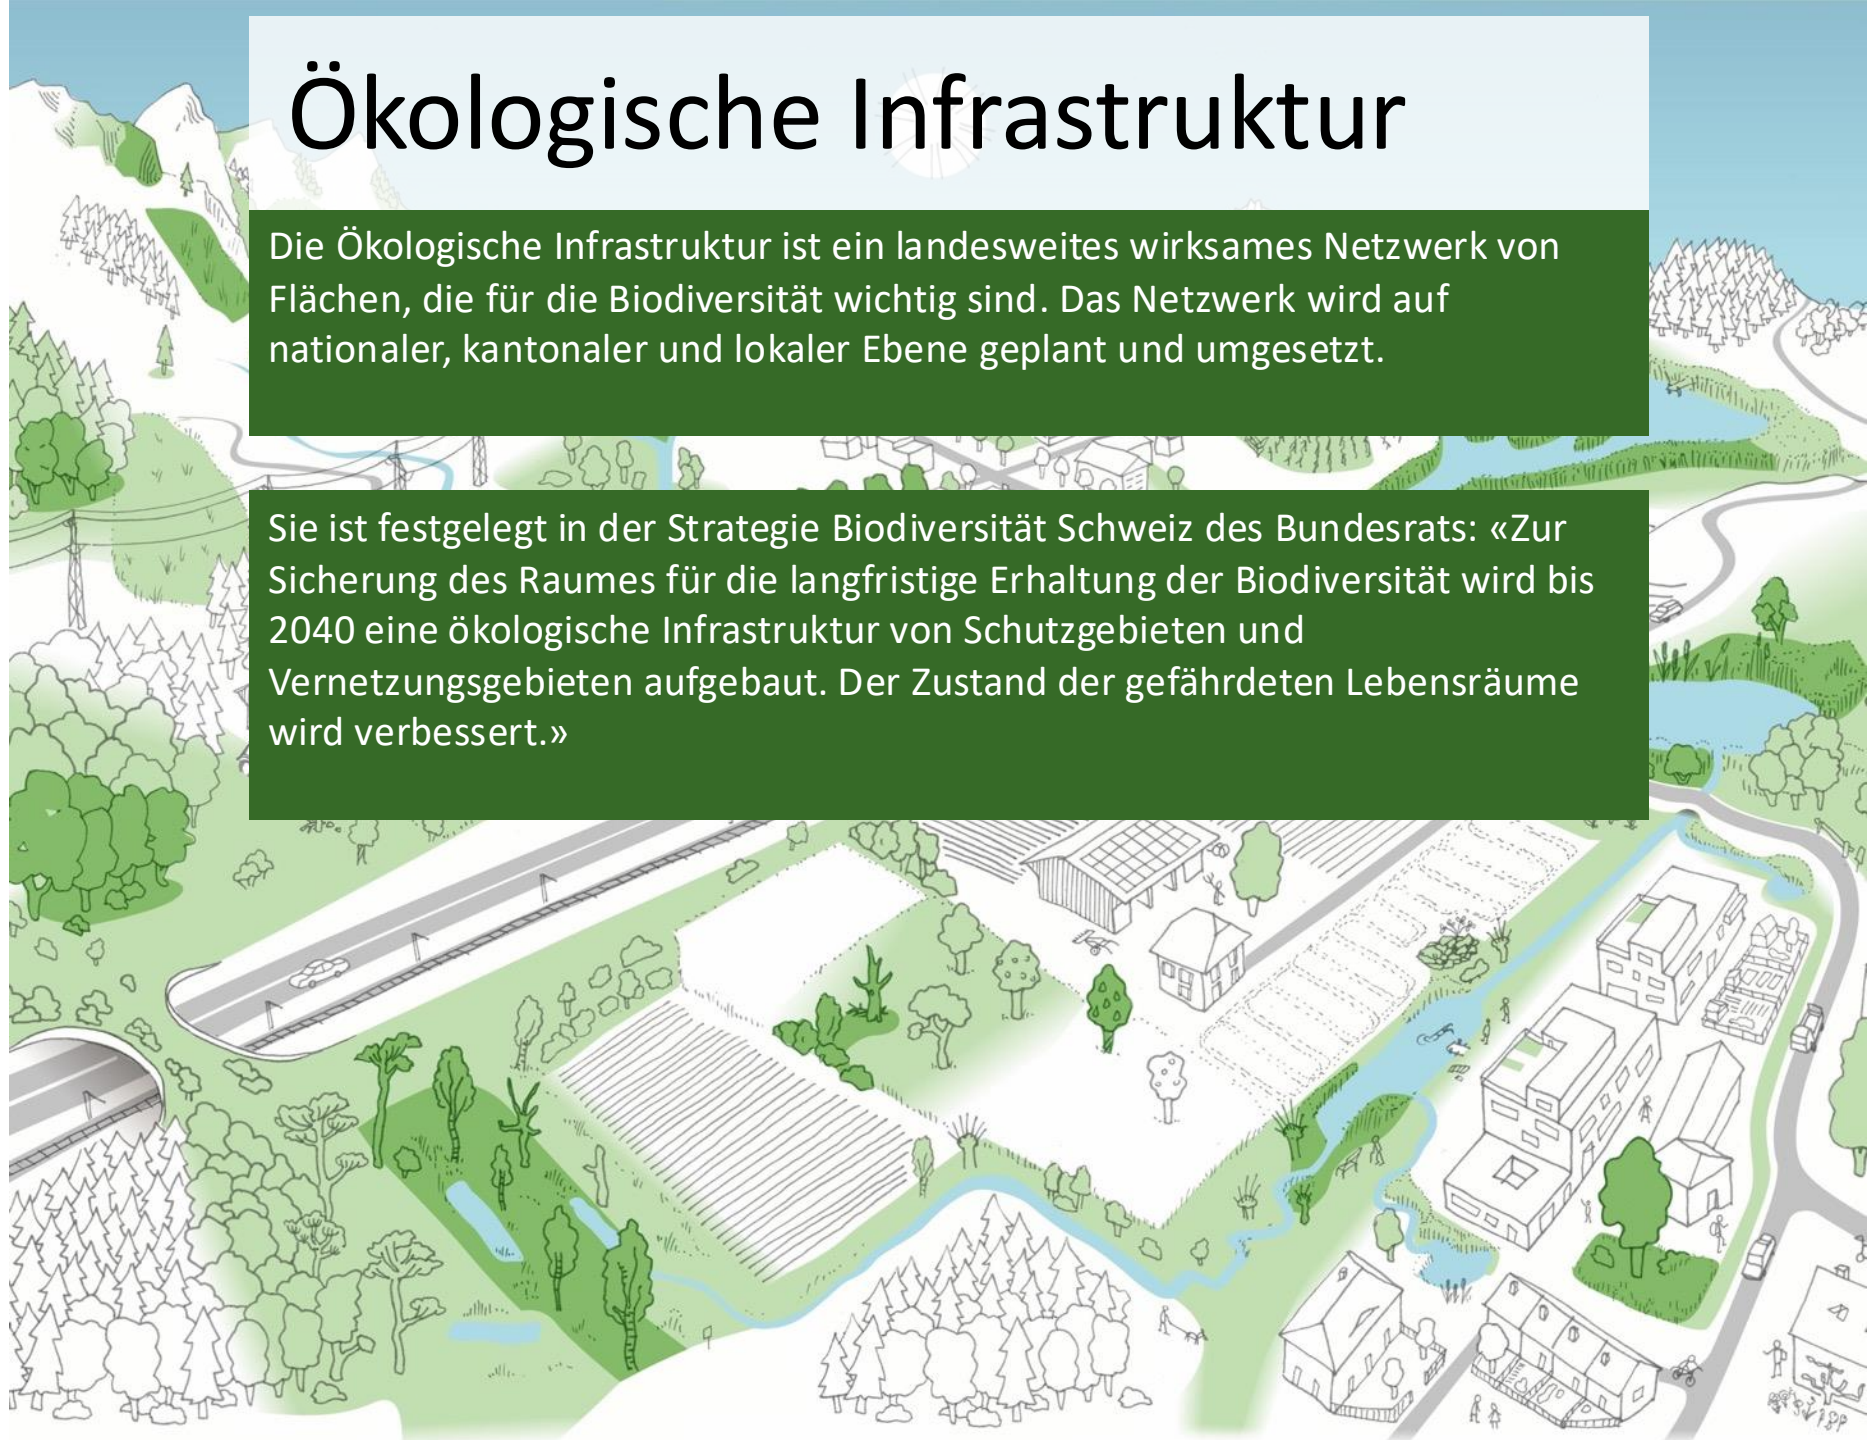 Ökologische Infrastruktur
Die Ökologische Infrastruktur ist ein landesweites wirksames Netzwerk von
Flächen, die für die Biodiversität wichtig sind. Das Netzwerk wird auf
nationaler, kantonaler und lokaler Ebene geplant und umgesetzt.
Sie ist festgelegt in der Strategie Biodiversität Schweiz des Bundesrats: «Zur
Sicherung des Raumes für die langfristige Erhaltung der Biodiversität wird bis
2040 eine ökologische Infrastruktur von Schutzgebieten und
Vernetzungsgebieten aufgebaut. Der Zustand der gefährdeten Lebensräume
wird verbessert.»